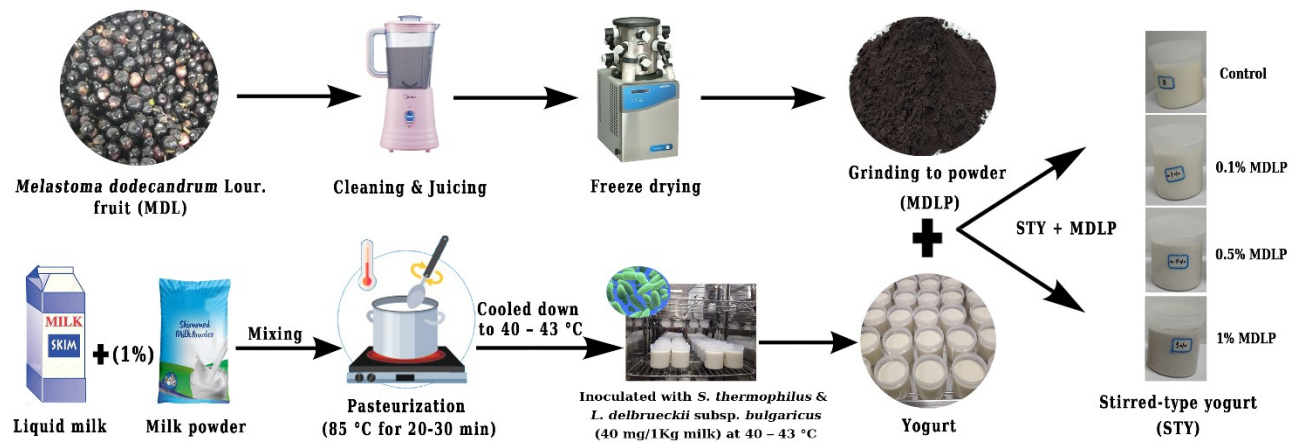 Melastoma dodecandrum Lour.
fruit (MDL)
Cleaning & Juicing
Freeze drying
Grinding to powder
(MDLP)
+
STY + MDLP
Control
0.1% MDLP
0.5% MDLP
1% MDLP
Stirred-type yogurt
(STY)
MILK
SKIM
+ (1%)
Skimmed
Milk powder
Liquid milk
Milk powder
Mixing
Pasteurization
(85 °C for 20-30 min)
Cooled down
to 40 – 43 °C
Inoculated with S. thermophilus &
L. delbrueckii subsp. bulgaricus
(40 mg/1Kg milk) at 40 – 43 °C
Yogurt